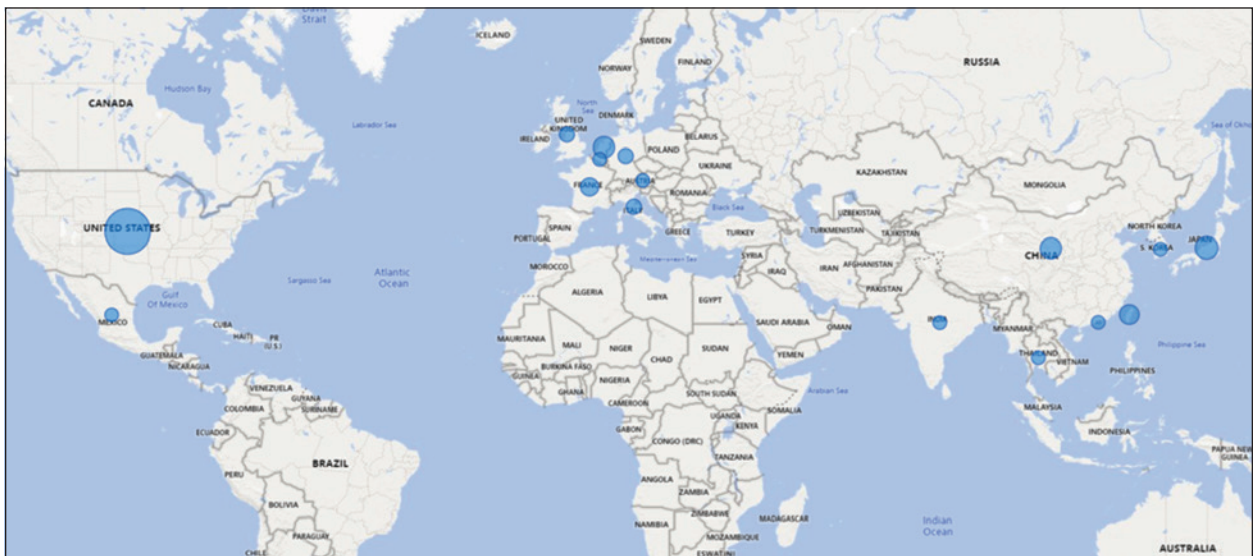 Davis
Strait
ICELAND
SWEDEN
NORWAY
FINLAND
RUSSIA
CANADA
Hudson Bay
Labrador Sea
North
Sea
DENMARK
UNITED
KINGDOM
IRELAND
BELARUS
POLAND
UKRAINE
Sea of Okho
KAZAKHSTAN
MONGOLIA
FRANCE
AUSTRIA
ROMANIA
ITALY
Black Sea
UZBEKISTAN
TURKMENISTAN
TAJIKISTAN
NORTH KOREA
S. KOREA
JAPAN
UNITED STATES
SPAIN
PORTUGAL
GREECE
TURKEY
Mediterranean Sea
SYRIA
IRAQ
IRAN
AFGHANISTAN
PAKISTAN
CHINA
Atlantic
Ocean
Sargasso Sea
MOROCCO
ALGERIA
LIBYA
EGYPT
Gulf
Of Mexico
MEXICO
CUBA
HAITI
PR
(U.S.)
SAUDI ARABIA
OMAN
INDIA
MYANMAR
GUATEMALA
NICARAGUA
MAURITANIA
MALI
NIGER
CHAD
SUDAN
YEMEN
THAILAND
VIETNAM
PHILIPPINES
Philippine Sea
BURKINA FASO
GUINEA
GHANA
NIGERIA
CAMEROON
SOUTH SUDAN
SOMALIA
Arabian Sea
VENEZUELA
GUYANA
SURINAME
COLOMBIA
ECUADOR
GABON
UGANDA
KENYA
CONGO (DRC)
TANZANIA
MALAYSIA
INDONESIA
PAPUA NEW
GUINEA
BRAZIL
PERU
BOLIVIA
ANGOLA
ZAMBIA
ZIMBABWE
MOZAMBIQUE
MADAGASCAR
NAMIBIA
Indian
Ocean
PARAGUAY
CHILE
ESWATINI
AUSTRALIA